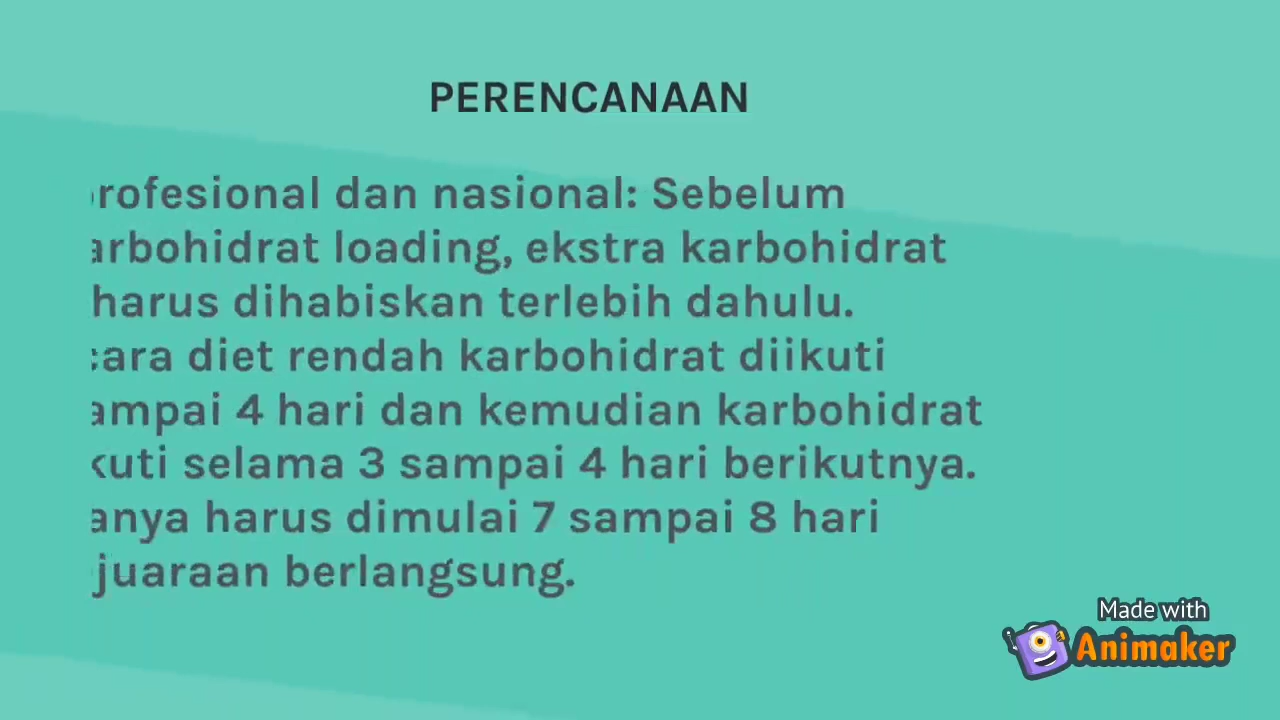 PERENCANAAN
rofesional dan nasional: Sebelum
arbohidrat loading, ekstra karbohidrat
harus dihabiskan terlebih dahulu.
cara diet rendah karbohidrat diikuti
ampai 4 hari dan kemudian karbohidrat
kuti selama 3 sampai 4 hari berikutnya.
anya harus dimulai 7 sampai 8 hari
juaraan berlangsung.
Made with
Animaker